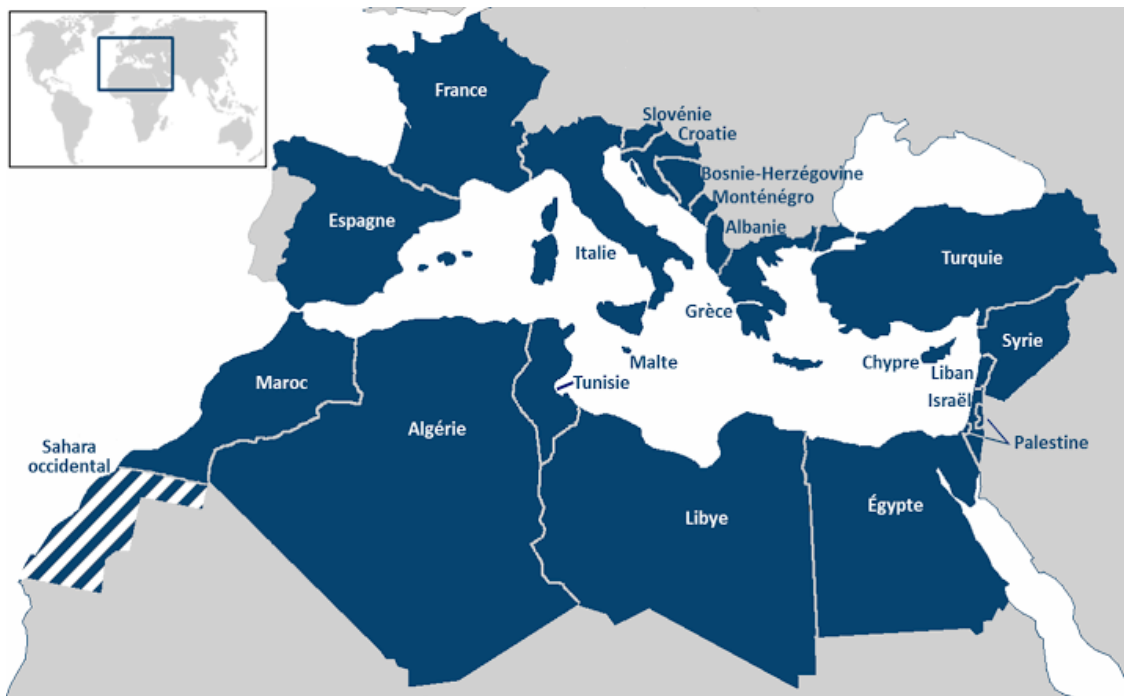 France
Slovénie
Croatie
Bosnie-Herzégovine
Monténégro
Albanie
Espagne
Italie
Turquie
Grèce
Syrie
Malte
Chypre
Liban
Tunisie
Maroc
Israël
Algérie
Palestine
Sahara
occidental
Égypte
Libye